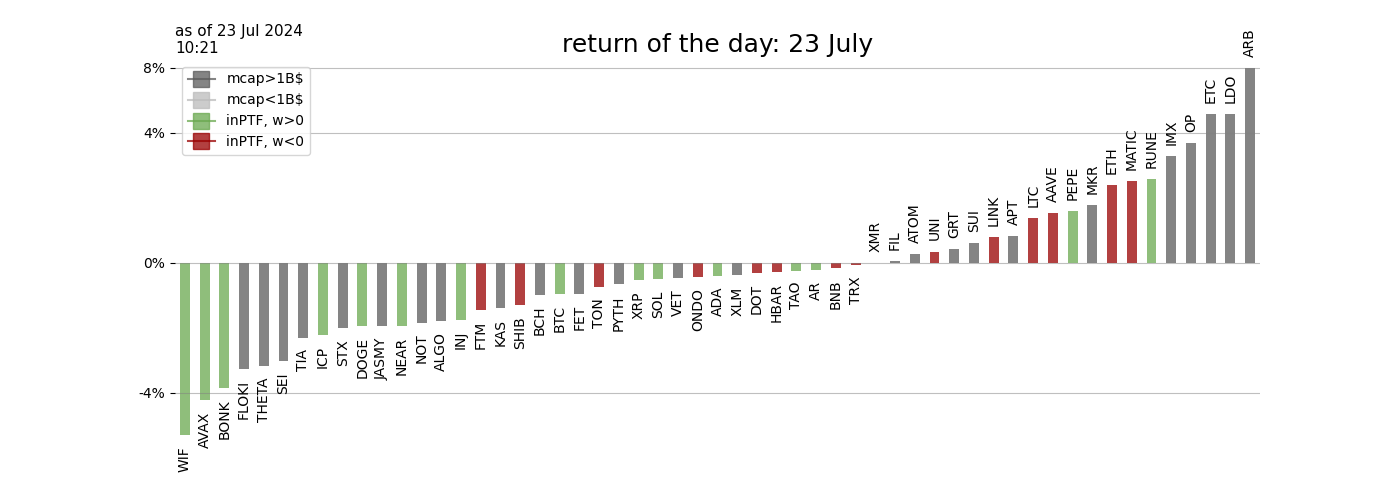 as of 23 Jul 2024
10:21
return of the day: 23 July
8%
4%
0%
-4%
mcap>1B$
mcap<1B$
inPTF, w>0
inPTF, w<0
WIF
AVAX
BONK
FLOKI
THETA
SEI
TIA
ICP
STX
DOGE
JASMY
NEAR
NOT
ALGO
INJ
FTM
KAS
SHIB
BCH
BTC
FET
TON
PYTH
XRP
SOL
VET
ONDO
ADA
XLM
DOT
HBAR
TAO
AR
BNB
TRX
XMR
FIL
ATOM
UNI
GRT
SUI
LINK
APT
LTC
AAVE
PEPE
MKR
ETH
MATIC
RUNE
IMX
OP
ETC
LDO
ARB